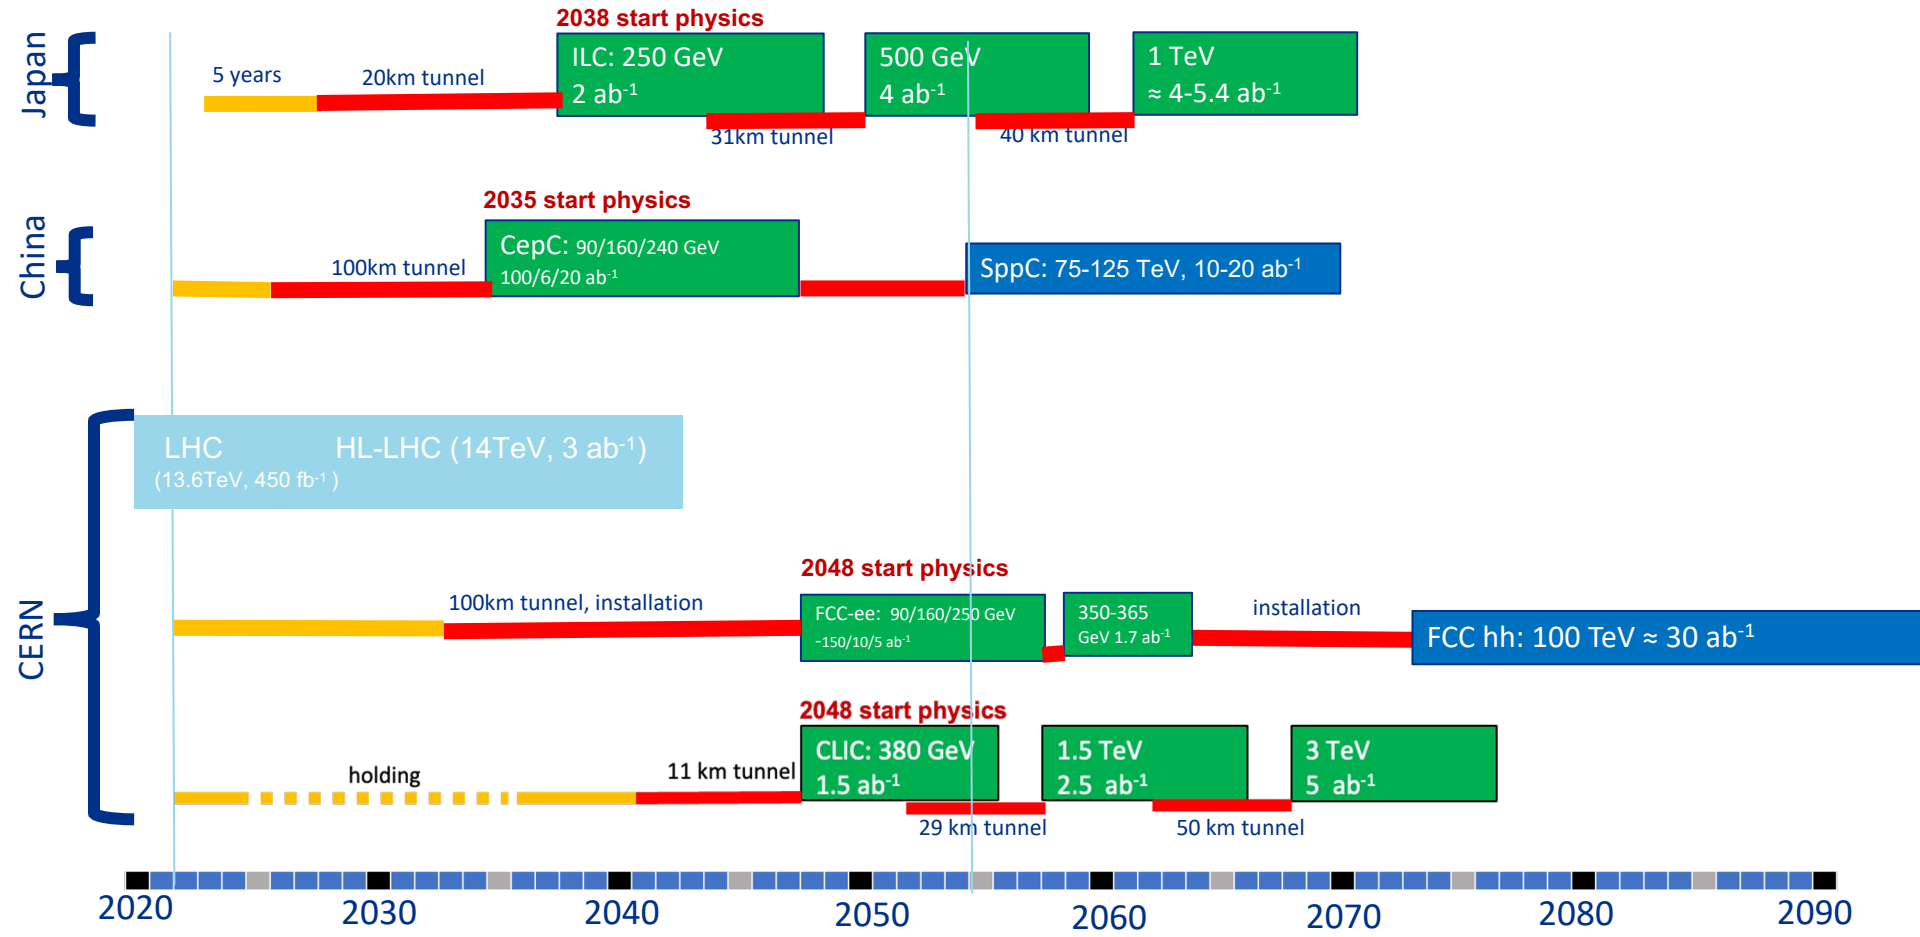 Japan
2038 start physics
5 years
20km tunnel
ILC: 250 GeV
2 ab⁻¹
31km tunnel
500 GeV
4 ab⁻¹
40 km tunnel
1 TeV
≈ 4-5.4 ab⁻¹
China
2035 start physics
100km tunnel
CepC: 90/160/240 GeV
100/6/20 ab⁻¹
SppC: 75-125 TeV, 10-20 ab⁻¹
CERN
LHC HL-LHC (14TeV, 3 ab⁻¹)
(13.6TeV, 450 fb⁻¹ )
2048 start physics
100km tunnel, installation
FCC-ee: 90/160/250 GeV
~150/10/5 ab⁻¹
350-365
GeV 1.7 ab⁻¹
installation
FCC hh: 100 TeV ≈ 30 ab⁻¹
2048 start physics
holding
11 km tunnel
CLIC: 380 GeV
1.5 ab⁻¹
29 km tunnel
1.5 TeV
2.5 ab⁻¹
50 km tunnel
3 TeV
5 ab⁻¹
2020 2030 2040 2050 2060 2070 2080 2090